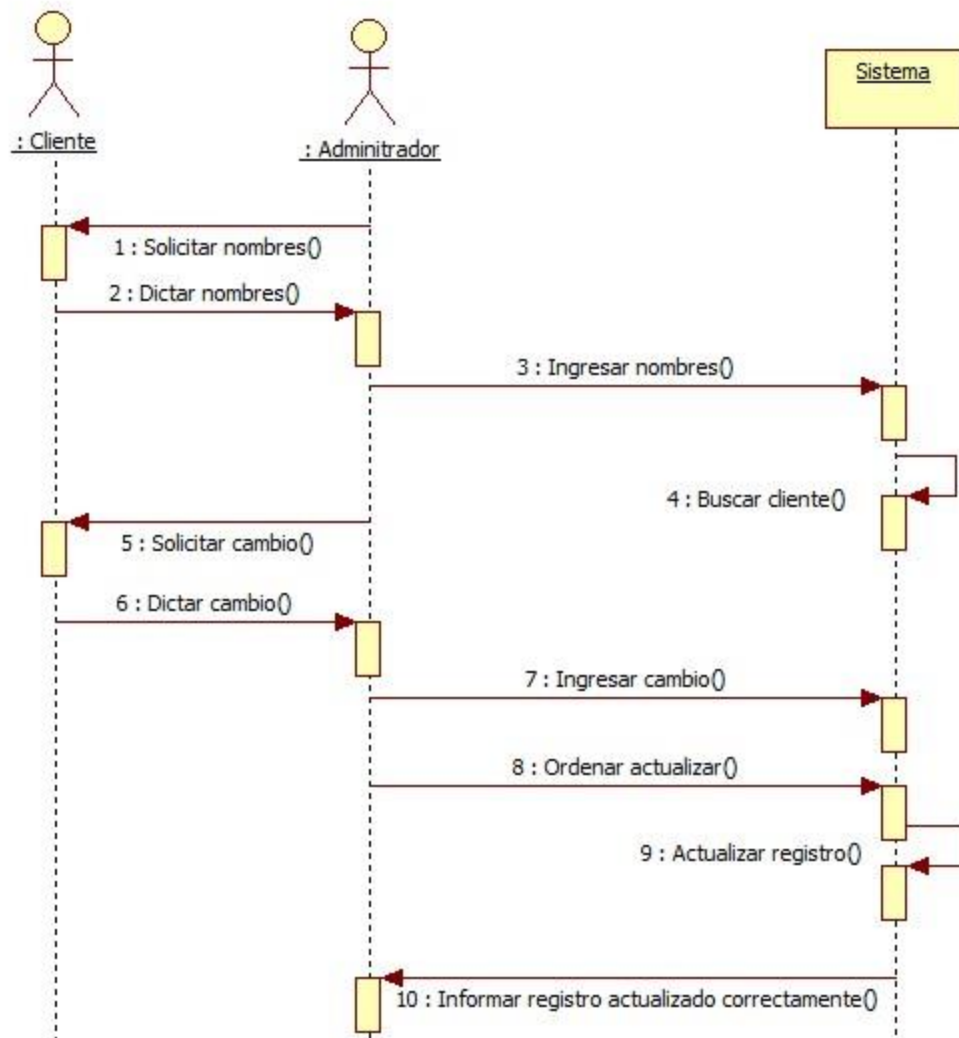 : Cliente
: Adminitrador
Sistema
1 : Solicitar nombres()
2 : Dictar nombres()
3 : Ingresar nombres()
4 : Buscar cliente()
5 : Solicitar cambio()
6 : Dictar cambio()
7 : Ingresar cambio()
8 : Ordenar actualizar()
9 : Actualizar registro()
10 : Informar registro actualizado correctamente()